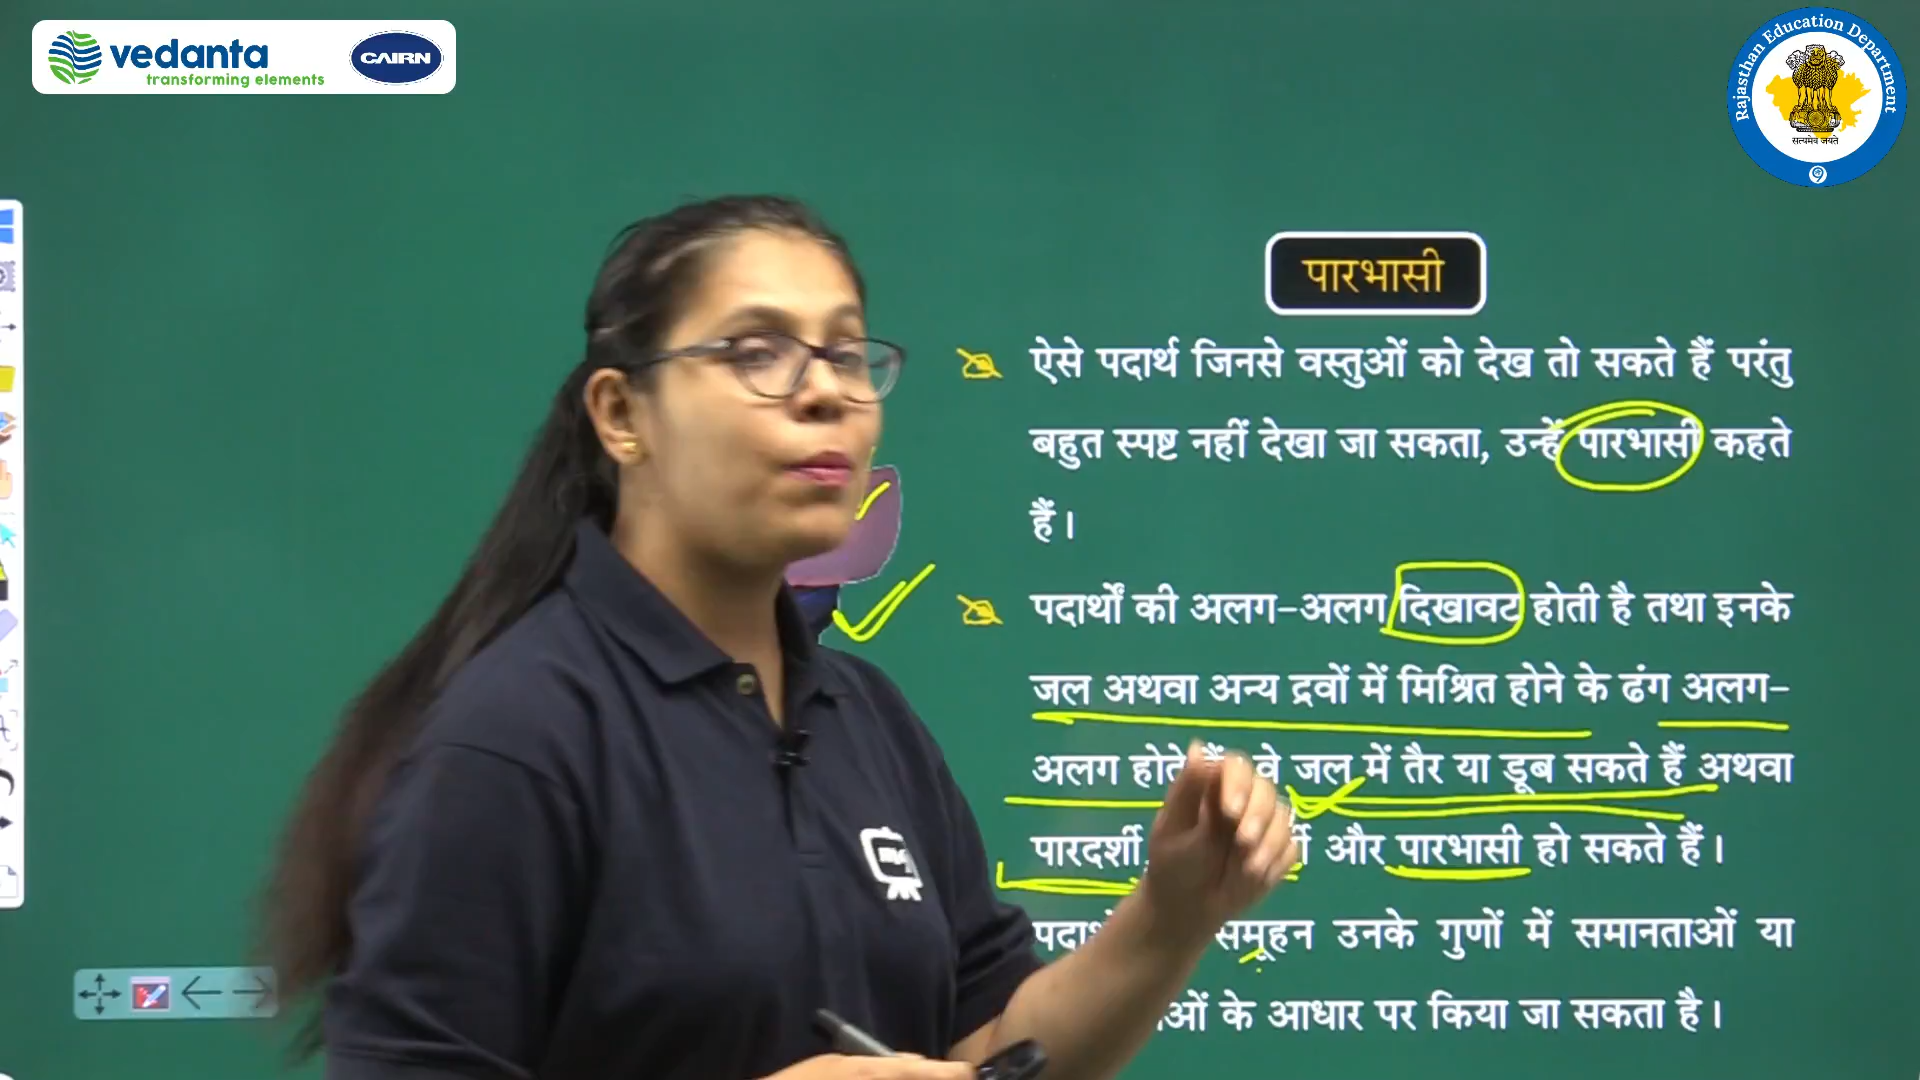 vedanta
transforming elements
CAIRN
Rajasthan Education Department
सत्यमेव जयते
पारभासी
ऐसे पदार्थ जिनसे वस्तुओं को देख तो सकते हैं परंतु
बहुत स्पष्ट नहीं देखा जा सकता, उन्हें पारभासी कहते
हैं।
पदार्थों की अलग-अलग दिखावट होती है तथा इनके
जल अथवा अन्य द्रवों में मिश्रित होने के ढंग अलग-
अलग होते हैं। वे जल में तैर या डूब सकते हैं अथवा
पारदर्शी, और पारभासी हो सकते हैं।
समूहन उनके गुणों में समानताओं या
के आधार पर किया जा सकता है।